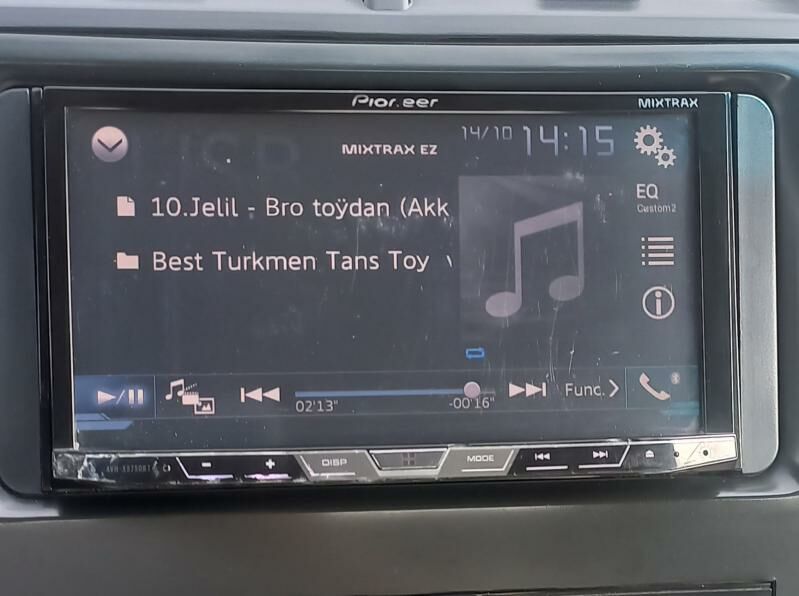 Pioneer
MIXTRAX
MIXTRAX EZ
14/10
14:15
10.Jelil - Bro toÿdan (Akk
EQ
Custom2
Best Turkmen Tans Toy
02'13"
-00'16"
Func.
DISP
MODE